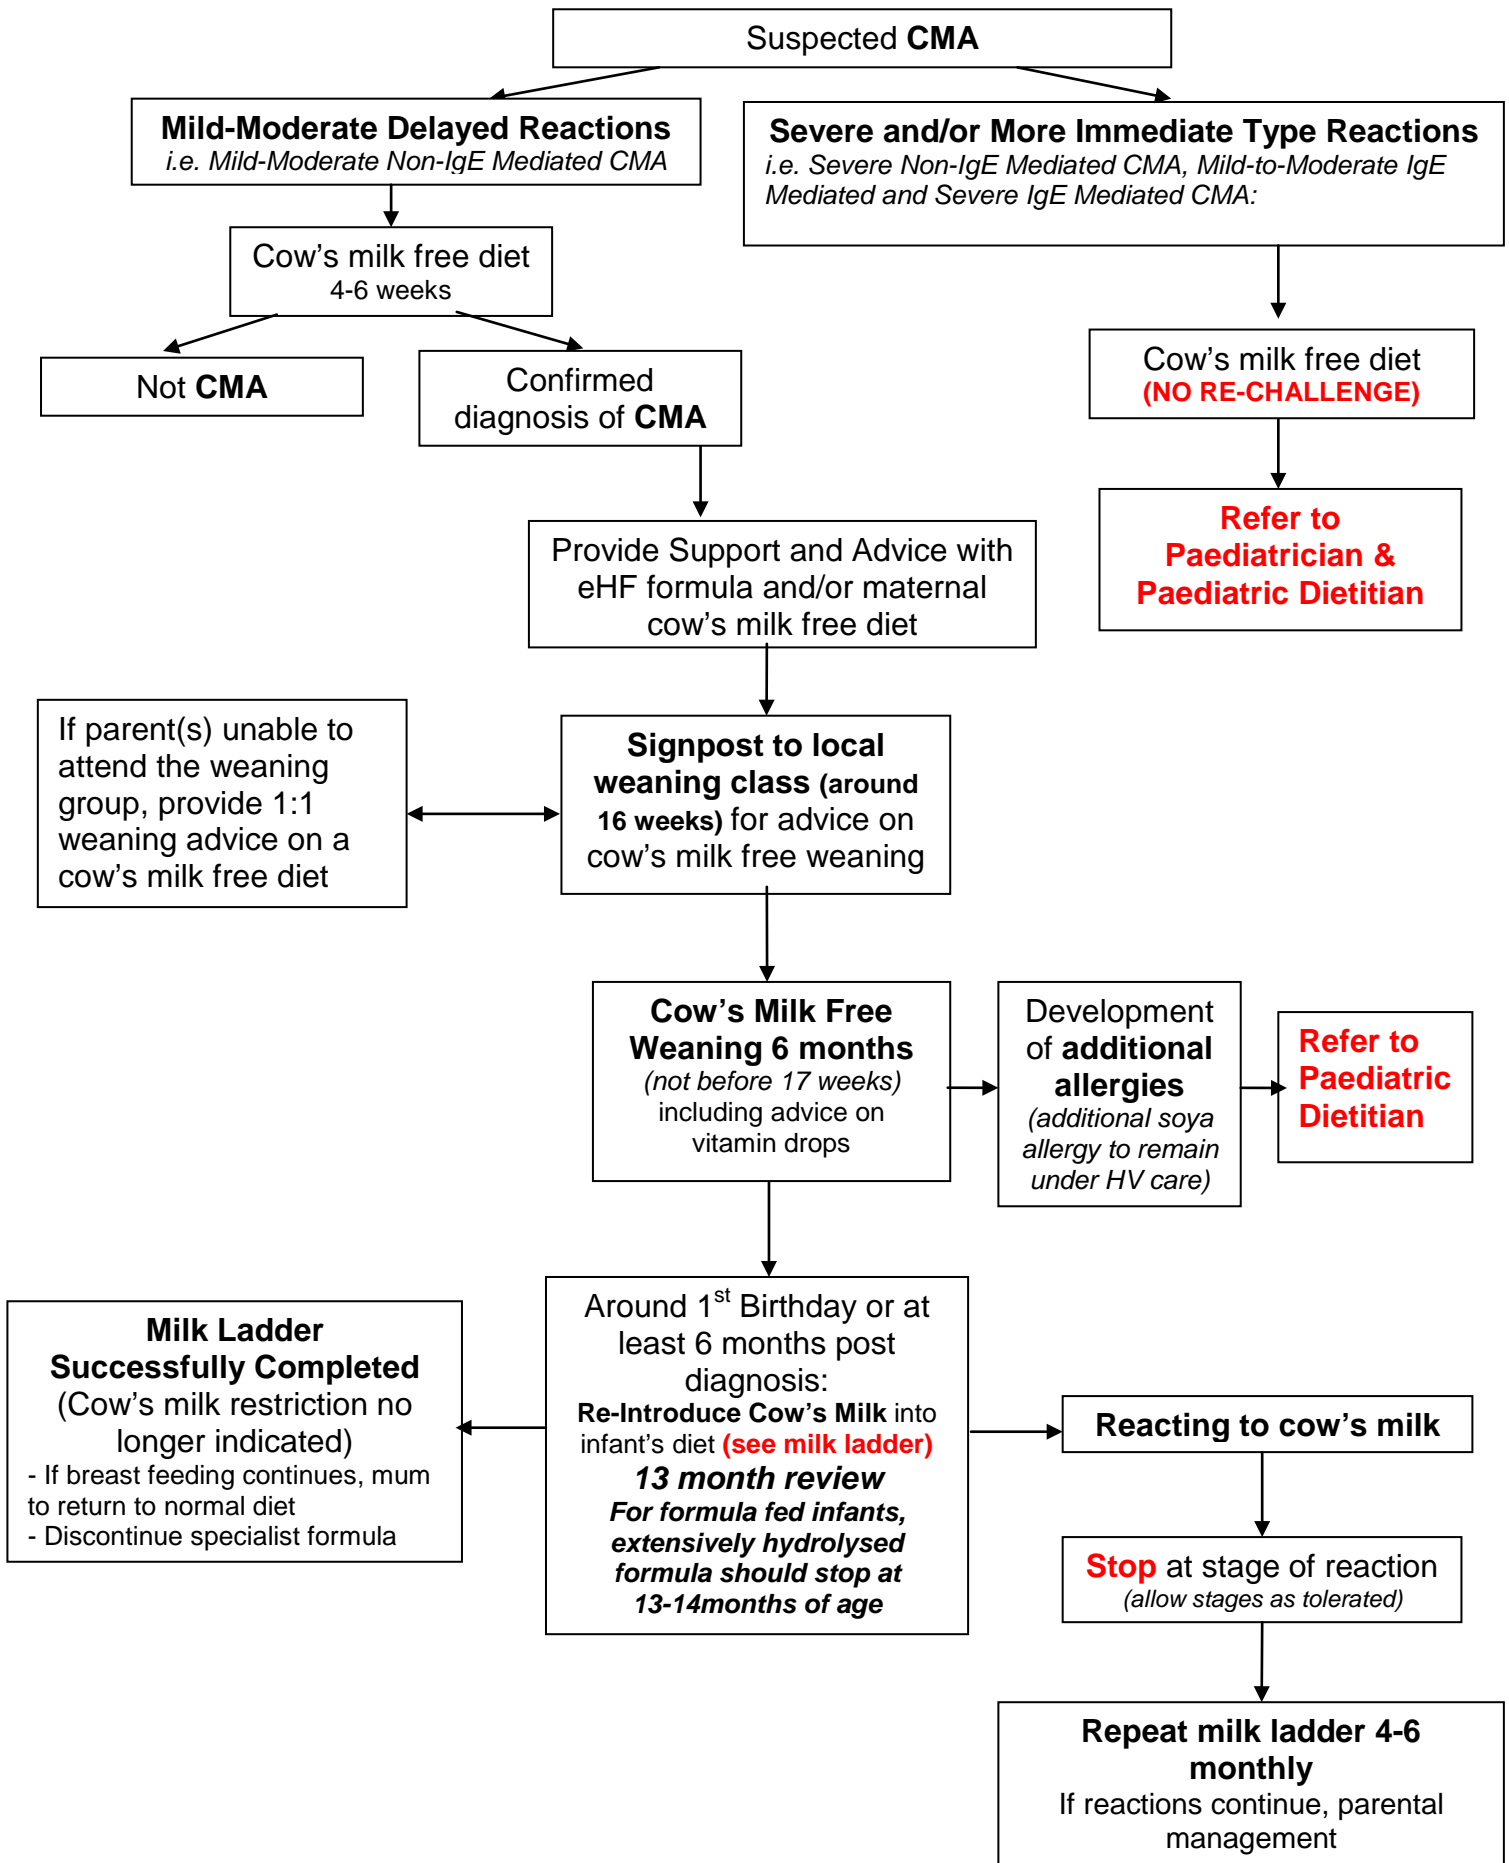 Suspected CMA
Mild-Moderate Delayed Reactions
i.e. Mild-Moderate Non-IgE Mediated CMA
Severe and/or More Immediate Type Reactions
i.e. Severe Non-IgE Mediated CMA, Mild-to-Moderate IgE
Mediated and Severe IgE Mediated CMA:
Cow's milk free diet
4-6 weeks
Not CMA
Confirmed
diagnosis of CMA
Cow's milk free diet
(NO RE-CHALLENGE)
Refer to
Paediatrician &
Paediatric Dietitian
Provide Support and Advice with
eHF formula and/or maternal
cow's milk free diet
If parent(s) unable to
attend the weaning
group, provide 1:1
weaning advice on a
cow's milk free diet
Signpost to local
weaning class (around
16 weeks) for advice on
cow's milk free weaning
Cow's Milk Free
Weaning 6 months
(not before 17 weeks)
including advice on
vitamin drops
Development
of additional
allergies
(additional soya
allergy to remain
under HV care)
Refer to
Paediatric
Dietitian
Milk Ladder
Successfully Completed
(Cow's milk restriction no
longer indicated)
- If breast feeding continues, mum
to return to normal diet
- Discontinue specialist formula
Around 1st Birthday or at
least 6 months post
diagnosis:
Re-Introduce Cow's Milk into
infant's diet (see milk ladder)
13 month review
For formula fed infants,
extensively hydrolysed
formula should stop at
13-14months of age
Reacting to cow's milk
Stop at stage of reaction
(allow stages as tolerated)
Repeat milk ladder 4-6
monthly
If reactions continue, parental
management